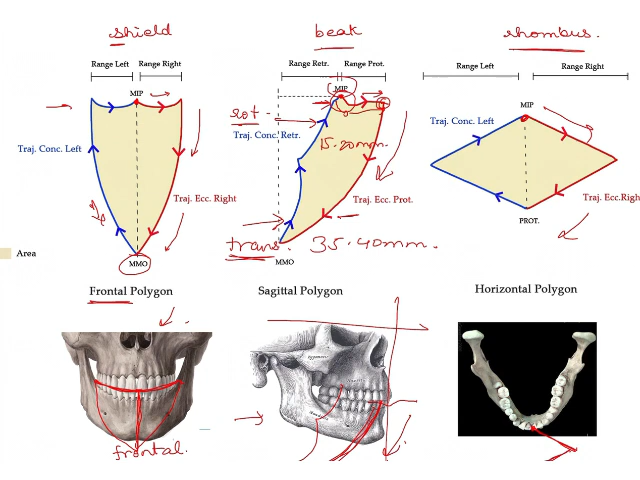 shield
beak
rhombus.
Range Left
Range Right
Range Retr.
Range Prot.
Range Left
Range Right
MIP
MIP
MIP
rot -
Traj. Conc. Left
Traj. Ecc. Right
Traj. Conc. Retr.
15.20mm.
Traj. Ecc. Prot.
Traj. Conc. Left
Traj. Ecc.Righ
PROT.
trans. 35.40mm.
Area
MMO
MMO
Frontal Polygon
Sagittal Polygon
Horizontal Polygon
frontal.